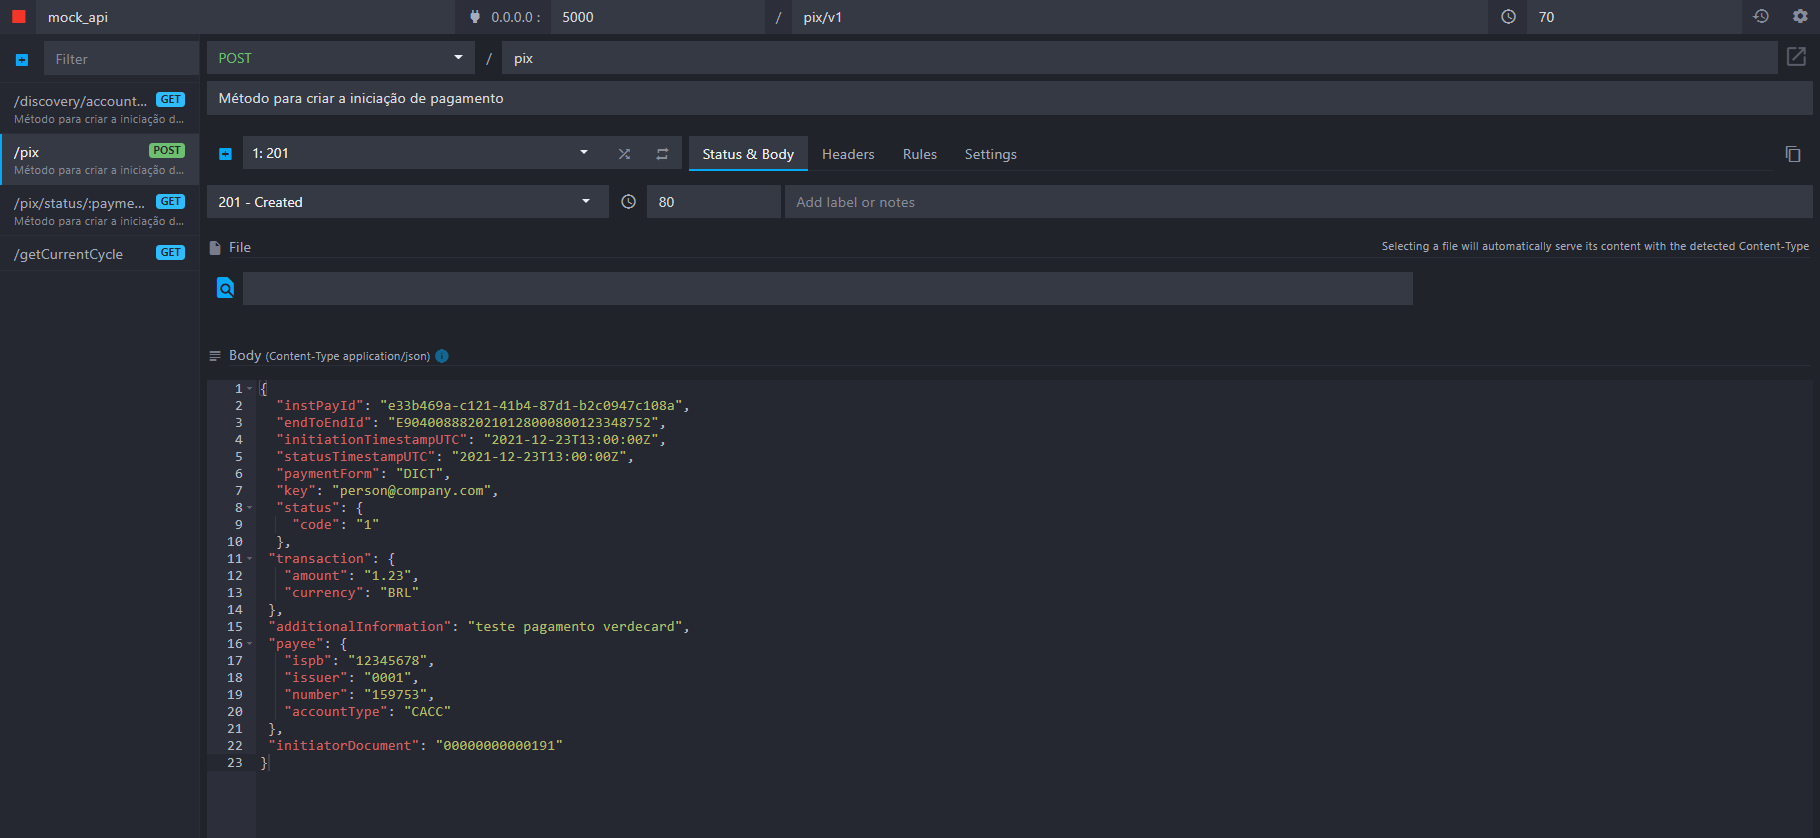 mock_api 0.0.0.0 : 5000 / pix/v1 70
Filter
/discovery/account... GET
Método para criar a iniciação d...
/pix POST
Método para criar a iniciação d...
/pix/status/:payme... GET
Método para criar a iniciação d...
/getCurrentCycle GET
POST / pix
Método para criar a iniciação de pagamento
1: 201 Status & Body Headers Rules Settings
201 - Created 80 Add label or notes
File Selecting a file will automatically serve its content with the detected Content-Type
Body (Content-Type application/json)
1 {
2 "instPayId": "e33b469a-c121-41b4-87d1-b2c0947c108a",
3 "endToEndId": "E9040088820210128000800123348752",
4 "initiationTimestampUTC": "2021-12-23T13:00:00Z",
5 "statusTimestampUTC": "2021-12-23T13:00:00Z",
6 "paymentForm": "DICT",
7 "key": "person@company.com",
8 "status": {
9 "code": "1"
10 },
11 "transaction": {
12 "amount": "1.23",
13 "currency": "BRL"
14 },
15 "additionalInformation": "teste pagamento verdecard",
16 "payee": {
17 "ispb": "12345678",
18 "issuer": "0001",
19 "number": "159753",
20 "accountType": "CACC"
21 },
22 "initiatorDocument": "00000000000191"
23 }